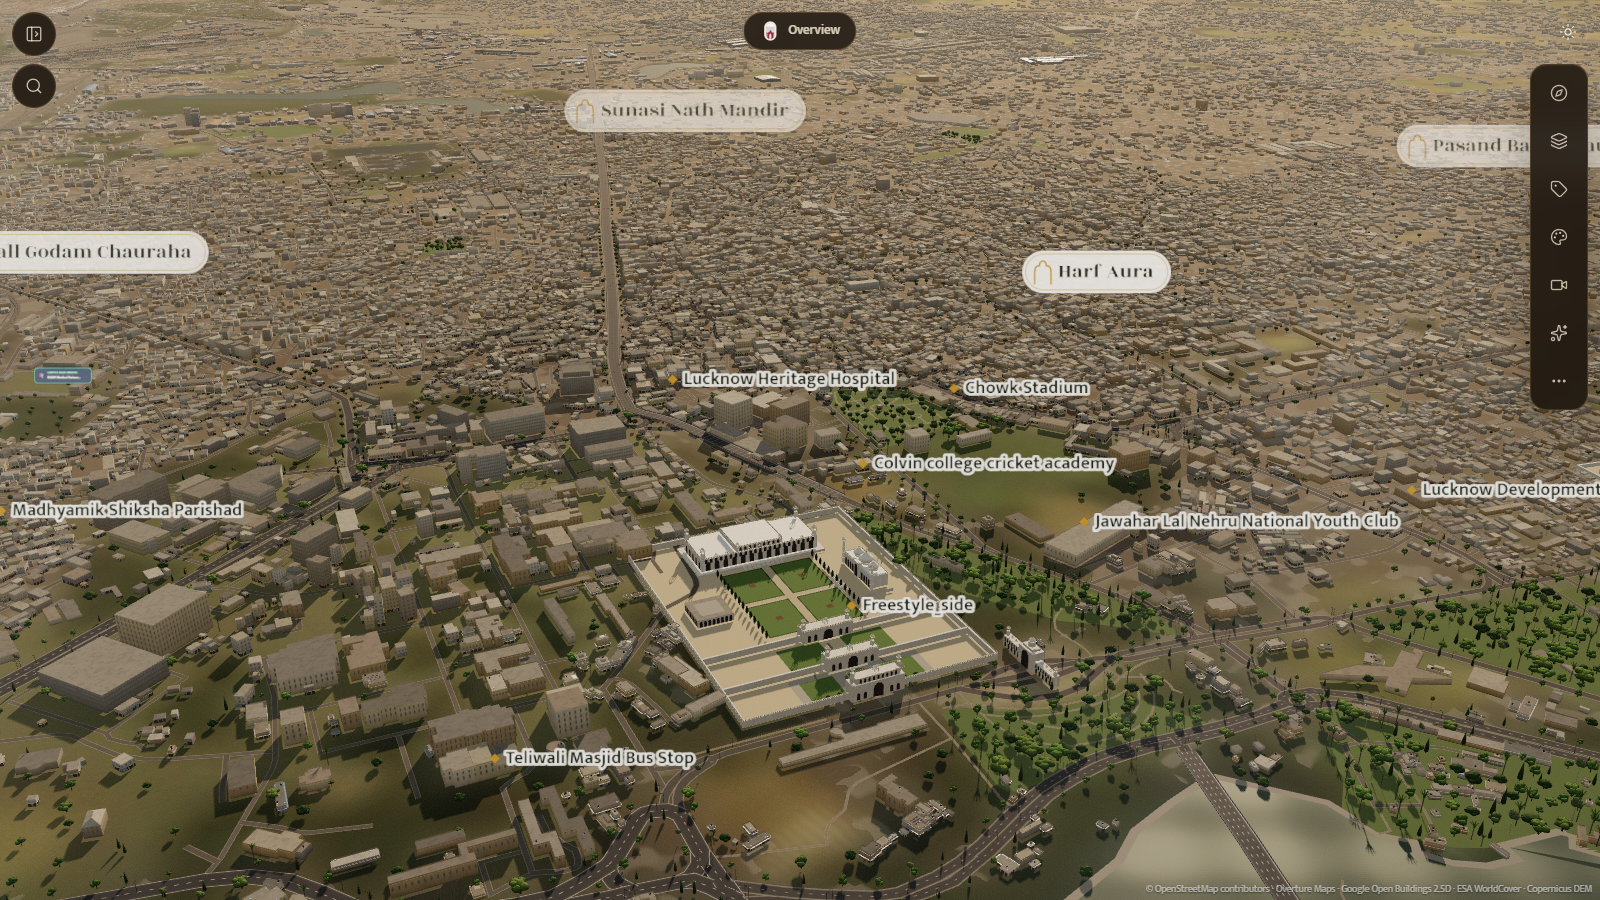 Overview
Sunasi Nath Mandir
Pasand Ba
all Godam Chauraha
Harf Aura
Lucknow Heritage Hospital
Chowk Stadium
Colvin college cricket academy
Lucknow Development
Madhyamik Shiksha Parishad
Jawahar Lal Nehru National Youth Club
Freestyle side
Teliwali Masjid Bus Stop
© OpenStreetMap contributors · Overture Maps · Google Open Buildings 2.5D · ESA WorldCover · Copernicus DEM